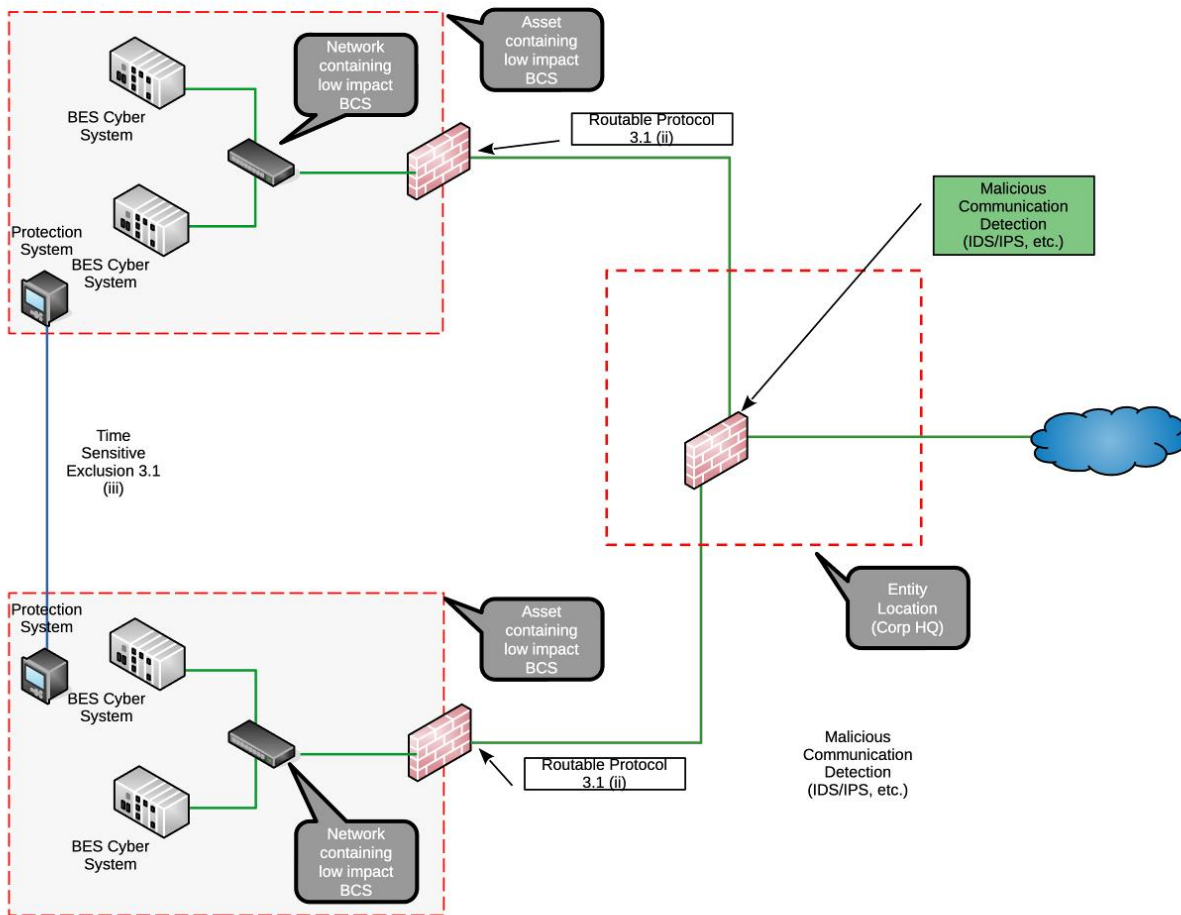 Asset
containing
low impact
BCS
Network
containing
low impact
BCS
BES Cyber
System
Routable Protocol
3.1 (ii)
Malicious
Communication
Detection
(IDS/IPS, etc.)
Protection
System
BES Cyber
System
Time
Sensitive
Exclusion 3.1
(iii)
Entity
Location
(Corp HQ)
Protection
System
Asset
containing
low impact
BCS
BES Cyber
System
Malicious
Communication
Detection
(IDS/IPS, etc.)
Routable Protocol
3.1 (ii)
BES Cyber
System
Network
containing
low impact
BCS